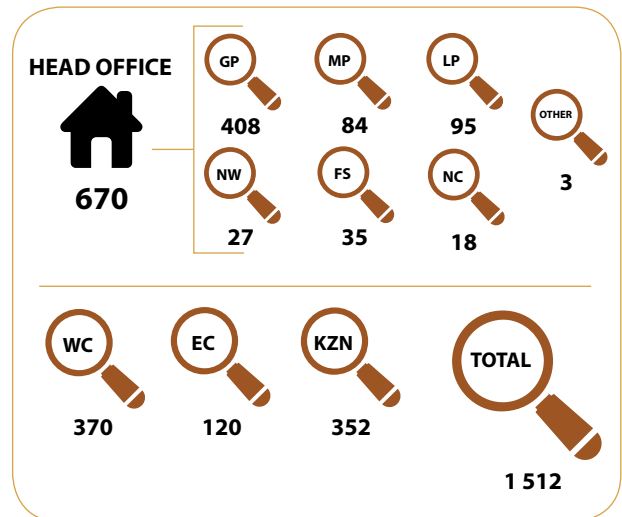 HEAD OFFICE
670
GP
408
MP
84
LP
95
OTHER
3
NW
27
FS
35
NC
18
WC
370
EC
120
KZN
352
TOTAL
1 512